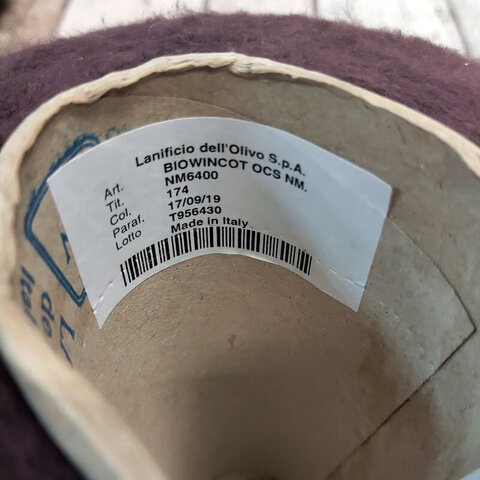 Lanificio dell'Olivo S.p.A.
Art. BIOWINCOT OCS NM.
Tit. NM6400
Col. 174
Paraf. 17/09/19
Lotto T956430
Made in Italy